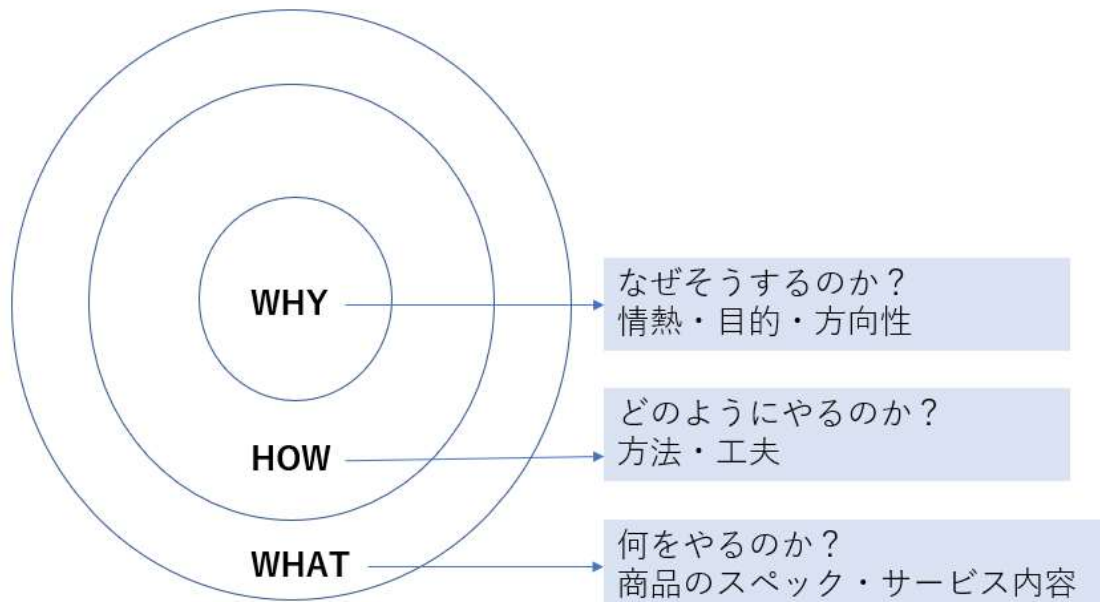 WHY
なぜそうするのか？
情熱・目的・方向性
HOW
どのようにやるのか？
方法・工夫
WHAT
何をやるのか？
商品のスペック・サービス内容